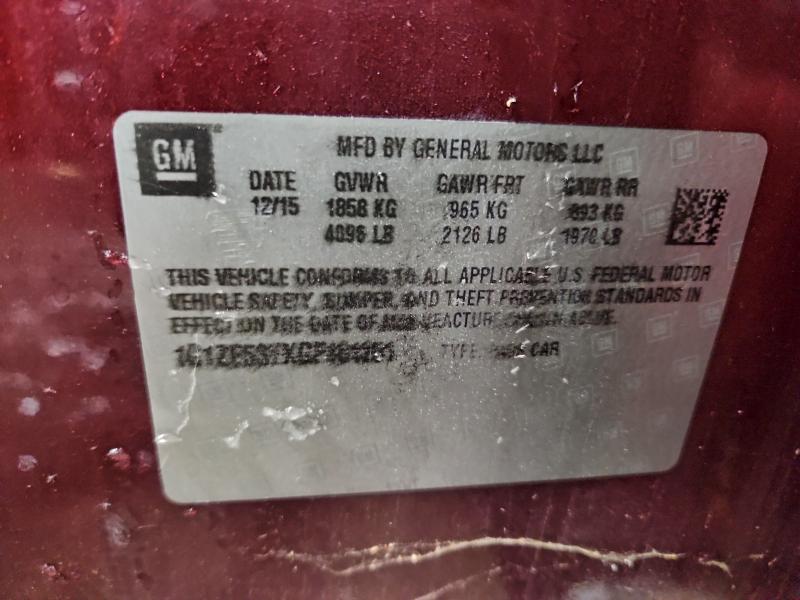 GM
MFD BY GENERAL MOTORS LLC
DATE GVWR GAWR FRT GAWR RR
12/15 1858 KG 965 KG 893 KG
4096 LB 2126 LB 1970 LB
THIS VEHICLE CONFORMS TO ALL APPLICABLE U.S. FEDERAL MOTOR
VEHICLE SAFETY, BUMPER, AND THEFT PREVENTION STANDARDS IN
EFFECT ON THE DATE OF MANUFACTURE SHOWN ABOVE.
TYPE: PASS CAR